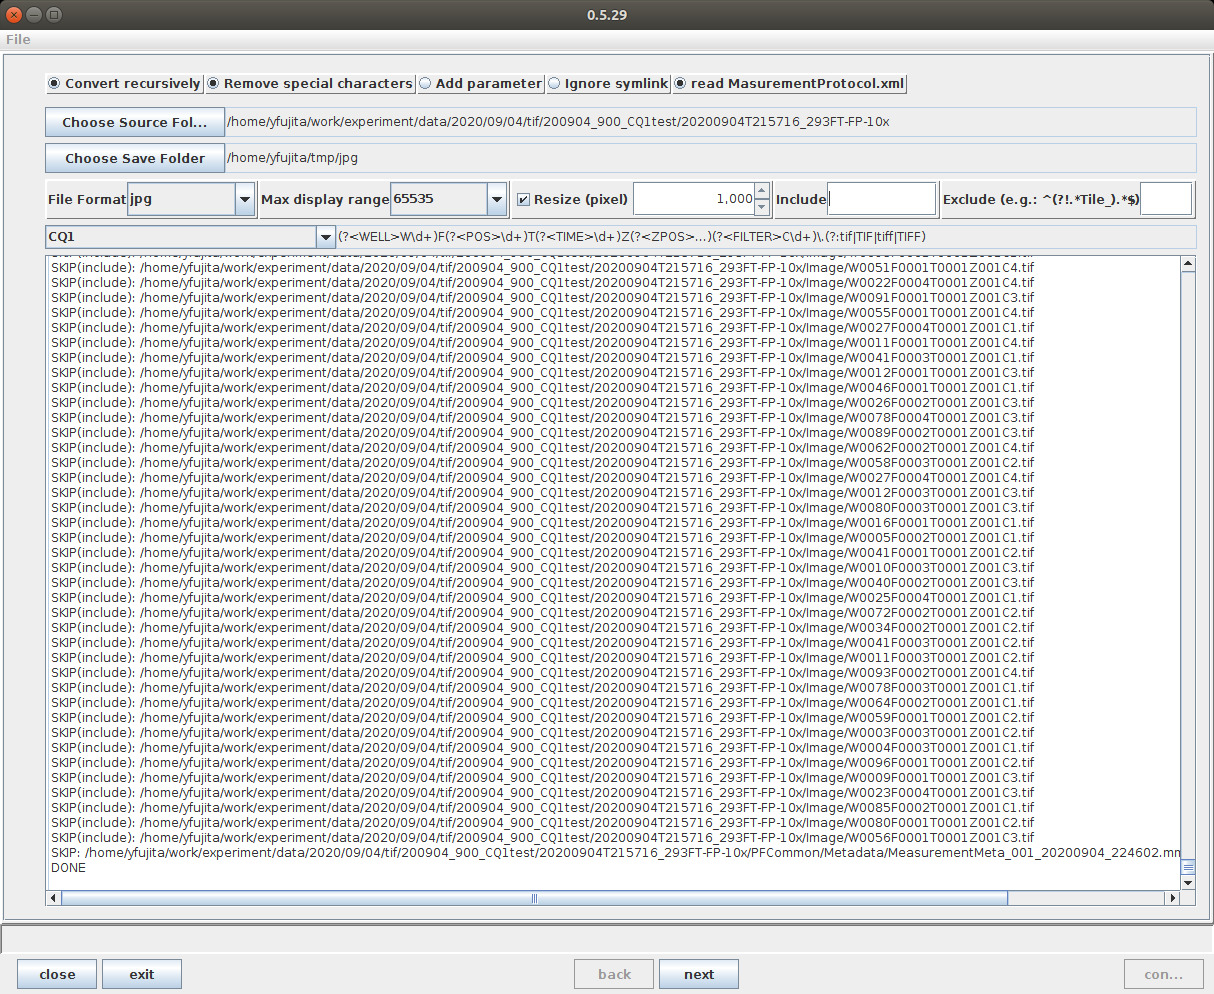 0.5.29
File
Convert recursively Remove special characters Add parameter Ignore symlink read MasurementProtocol.xml
Choose Source Fol... /home/yfujita/work/experiment/data/2020/09/04/tif/200904_900_CQ1test/20200904T215716_293FT-FP-10x
Choose Save Folder /home/yfujita/tmp/jpg
File Format jpg Max display range 65535 Resize (pixel) 1,000 Include Exclude (e.g.: ^(?!.*Tile_).*$)
CQ1 (?<WELL>W\d+)F(?<POS>\d+)T(?<TIME>\d+)Z(?<ZPOS>...)(?<FILTER>C\d+)\.(?:tif|TIF|tiff|TIFF)
SKIP(include): /home/yfujita/work/experiment/data/2020/09/04/tif/200904_900_CQ1test/20200904T215716_293FT-FP-10x/Image/W0051F0001T0001Z001C4.tif
SKIP(include): /home/yfujita/work/experiment/data/2020/09/04/tif/200904_900_CQ1test/20200904T215716_293FT-FP-10x/Image/W0022F0004T0001Z001C4.tif
SKIP(include): /home/yfujita/work/experiment/data/2020/09/04/tif/200904_900_CQ1test/20200904T215716_293FT-FP-10x/Image/W0091F0001T0001Z001C3.tif
SKIP(include): /home/yfujita/work/experiment/data/2020/09/04/tif/200904_900_CQ1test/20200904T215716_293FT-FP-10x/Image/W0055F0001T0001Z001C4.tif
SKIP(include): /home/yfujita/work/experiment/data/2020/09/04/tif/200904_900_CQ1test/20200904T215716_293FT-FP-10x/Image/W0027F0004T0001Z001C1.tif
SKIP(include): /home/yfujita/work/experiment/data/2020/09/04/tif/200904_900_CQ1test/20200904T215716_293FT-FP-10x/Image/W0011F0001T0001Z001C4.tif
SKIP(include): /home/yfujita/work/experiment/data/2020/09/04/tif/200904_900_CQ1test/20200904T215716_293FT-FP-10x/Image/W0041F0003T0001Z001C1.tif
SKIP(include): /home/yfujita/work/experiment/data/2020/09/04/tif/200904_900_CQ1test/20200904T215716_293FT-FP-10x/Image/W0012F0001T0001Z001C3.tif
SKIP(include): /home/yfujita/work/experiment/data/2020/09/04/tif/200904_900_CQ1test/20200904T215716_293FT-FP-10x/Image/W0046F0001T0001Z001C1.tif
SKIP(include): /home/yfujita/work/experiment/data/2020/09/04/tif/200904_900_CQ1test/20200904T215716_293FT-FP-10x/Image/W0026F0002T0001Z001C3.tif
SKIP(include): /home/yfujita/work/experiment/data/2020/09/04/tif/200904_900_CQ1test/20200904T215716_293FT-FP-10x/Image/W0078F0004T0001Z001C3.tif
SKIP(include): /home/yfujita/work/experiment/data/2020/09/04/tif/200904_900_CQ1test/20200904T215716_293FT-FP-10x/Image/W0089F0002T0001Z001C3.tif
SKIP(include): /home/yfujita/work/experiment/data/2020/09/04/tif/200904_900_CQ1test/20200904T215716_293FT-FP-10x/Image/W0062F0002T0001Z001C4.tif
SKIP(include): /home/yfujita/work/experiment/data/2020/09/04/tif/200904_900_CQ1test/20200904T215716_293FT-FP-10x/Image/W0058F0003T0001Z001C2.tif
SKIP(include): /home/yfujita/work/experiment/data/2020/09/04/tif/200904_900_CQ1test/20200904T215716_293FT-FP-10x/Image/W0027F0004T0001Z001C4.tif
SKIP(include): /home/yfujita/work/experiment/data/2020/09/04/tif/200904_900_CQ1test/20200904T215716_293FT-FP-10x/Image/W0012F0003T0001Z001C3.tif
SKIP(include): /home/yfujita/work/experiment/data/2020/09/04/tif/200904_900_CQ1test/20200904T215716_293FT-FP-10x/Image/W0080F0003T0001Z001C3.tif
SKIP(include): /home/yfujita/work/experiment/data/2020/09/04/tif/200904_900_CQ1test/20200904T215716_293FT-FP-10x/Image/W0016F0001T0001Z001C1.tif
SKIP(include): /home/yfujita/work/experiment/data/2020/09/04/tif/200904_900_CQ1test/20200904T215716_293FT-FP-10x/Image/W0005F0002T0001Z001C1.tif
SKIP(include): /home/yfujita/work/experiment/data/2020/09/04/tif/200904_900_CQ1test/20200904T215716_293FT-FP-10x/Image/W0041F0001T0001Z001C2.tif
SKIP(include): /home/yfujita/work/experiment/data/2020/09/04/tif/200904_900_CQ1test/20200904T215716_293FT-FP-10x/Image/W0010F0003T0001Z001C3.tif
SKIP(include): /home/yfujita/work/experiment/data/2020/09/04/tif/200904_900_CQ1test/20200904T215716_293FT-FP-10x/Image/W0040F0002T0001Z001C3.tif
SKIP(include): /home/yfujita/work/experiment/data/2020/09/04/tif/200904_900_CQ1test/20200904T215716_293FT-FP-10x/Image/W0025F0004T0001Z001C1.tif
SKIP(include): /home/yfujita/work/experiment/data/2020/09/04/tif/200904_900_CQ1test/20200904T215716_293FT-FP-10x/Image/W0072F0002T0001Z001C2.tif
SKIP(include): /home/yfujita/work/experiment/data/2020/09/04/tif/200904_900_CQ1test/20200904T215716_293FT-FP-10x/Image/W0034F0002T0001Z001C2.tif
SKIP(include): /home/yfujita/work/experiment/data/2020/09/04/tif/200904_900_CQ1test/20200904T215716_293FT-FP-10x/Image/W0041F0003T0001Z001C2.tif
SKIP(include): /home/yfujita/work/experiment/data/2020/09/04/tif/200904_900_CQ1test/20200904T215716_293FT-FP-10x/Image/W0011F0003T0001Z001C2.tif
SKIP(include): /home/yfujita/work/experiment/data/2020/09/04/tif/200904_900_CQ1test/20200904T215716_293FT-FP-10x/Image/W0093F0002T0001Z001C4.tif
SKIP(include): /home/yfujita/work/experiment/data/2020/09/04/tif/200904_900_CQ1test/20200904T215716_293FT-FP-10x/Image/W0078F0003T0001Z001C1.tif
SKIP(include): /home/yfujita/work/experiment/data/2020/09/04/tif/200904_900_CQ1test/20200904T215716_293FT-FP-10x/Image/W0064F0002T0001Z001C1.tif
SKIP(include): /home/yfujita/work/experiment/data/2020/09/04/tif/200904_900_CQ1test/20200904T215716_293FT-FP-10x/Image/W0059F0001T0001Z001C2.tif
SKIP(include): /home/yfujita/work/experiment/data/2020/09/04/tif/200904_900_CQ1test/20200904T215716_293FT-FP-10x/Image/W0003F0003T0001Z001C2.tif
SKIP(include): /home/yfujita/work/experiment/data/2020/09/04/tif/200904_900_CQ1test/20200904T215716_293FT-FP-10x/Image/W0004F0003T0001Z001C1.tif
SKIP(include): /home/yfujita/work/experiment/data/2020/09/04/tif/200904_900_CQ1test/20200904T215716_293FT-FP-10x/Image/W0096F0001T0001Z001C2.tif
SKIP(include): /home/yfujita/work/experiment/data/2020/09/04/tif/200904_900_CQ1test/20200904T215716_293FT-FP-10x/Image/W0009F0001T0001Z001C3.tif
SKIP(include): /home/yfujita/work/experiment/data/2020/09/04/tif/200904_900_CQ1test/20200904T215716_293FT-FP-10x/Image/W0023F0004T0001Z001C3.tif
SKIP(include): /home/yfujita/work/experiment/data/2020/09/04/tif/200904_900_CQ1test/20200904T215716_293FT-FP-10x/Image/W0085F0002T0001Z001C1.tif
SKIP(include): /home/yfujita/work/experiment/data/2020/09/04/tif/200904_900_CQ1test/20200904T215716_293FT-FP-10x/Image/W0080F0001T0001Z001C2.tif
SKIP(include): /home/yfujita/work/experiment/data/2020/09/04/tif/200904_900_CQ1test/20200904T215716_293FT-FP-10x/Image/W0056F0001T0001Z001C3.tif
SKIP: /home/yfujita/work/experiment/data/2020/09/04/tif/200904_900_CQ1test/20200904T215716_293FT-FP-10x/PFCommon/Metadata/MeasurementMeta_001_20200904_224602.mm
DONE
close exit back next con...